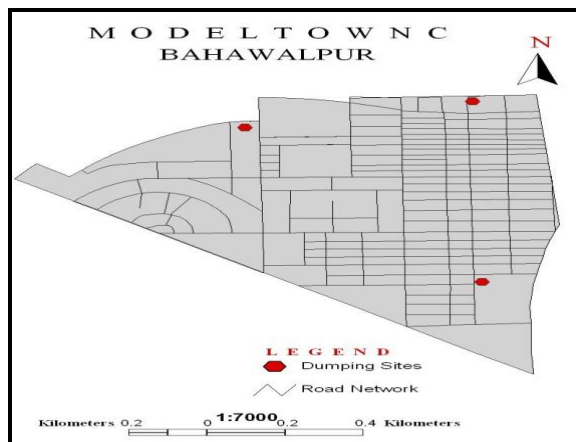 M O D E L T O W N C
BAHAWALPUR
N
L E G E N D
Dumping Sites
Road Network
1:7000
Kilometers 0.2 0 0.2 0.4 Kilometers